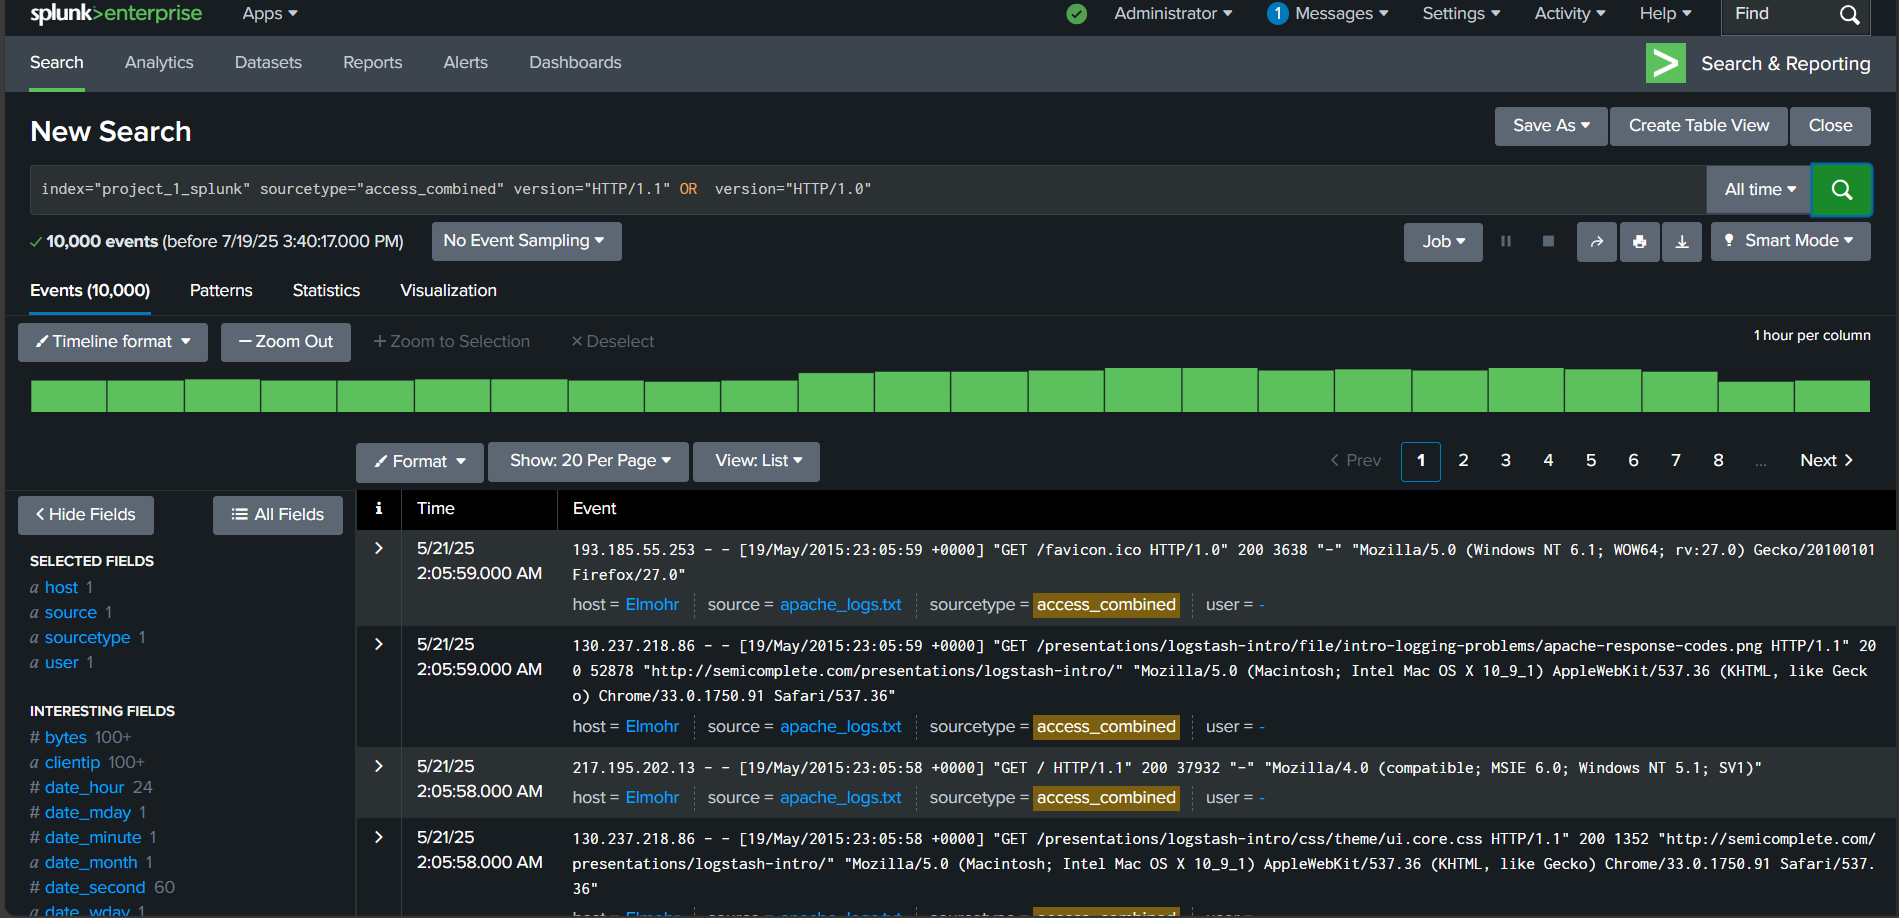 splunk>enterprise Apps Administrator 1 Messages Settings Activity Help Find
Search Analytics Datasets Reports Alerts Dashboards Search & Reporting
New Search
Save As Create Table View Close
index="project_1_splunk" sourcetype="access_combined" version="HTTP/1.1" OR  version="HTTP/1.0"
All time
10,000 events (before 7/19/25 3:40:17.000 PM) No Event Sampling
Job Smart Mode
Events (10,000) Patterns Statistics Visualization
Timeline format — Zoom Out + Zoom to Selection × Deselect
1 hour per column
Format Show: 20 Per Page View: List
< Prev 1 2 3 4 5 6 7 8 ... Next >
< Hide Fields All Fields
SELECTED FIELDS
a host 1
a source 1
a sourcetype 1
a user 1
INTERESTING FIELDS
# bytes 100+
a clientip 100+
# date_hour 24
# date_mday 1
# date_minute 1
a date_month 1
# date_second 60
a date_wday 1
i Time Event
> 5/21/25
2:05:59.000 AM
193.185.55.253 - - [19/May/2015:23:05:59 +0000] "GET /favicon.ico HTTP/1.0" 200 3638 "-" "Mozilla/5.0 (Windows NT 6.1; WOW64; rv:27.0) Gecko/20100101
Firefox/27.0"
host = Elmohr source = apache_logs.txt sourcetype = access_combined user = -
> 5/21/25
2:05:59.000 AM
130.237.218.86 - - [19/May/2015:23:05:59 +0000] "GET /presentations/logstash-intro/file/intro-logging-problems/apache-response-codes.png HTTP/1.1" 20
0 52878 "http://semicomplete.com/presentations/logstash-intro/" "Mozilla/5.0 (Macintosh; Intel Mac OS X 10_9_1) AppleWebKit/537.36 (KHTML, like Geck
o) Chrome/33.0.1750.91 Safari/537.36"
host = Elmohr source = apache_logs.txt sourcetype = access_combined user = -
> 5/21/25
2:05:58.000 AM
217.195.202.13 - - [19/May/2015:23:05:58 +0000] "GET / HTTP/1.1" 200 37932 "-" "Mozilla/4.0 (compatible; MSIE 6.0; Windows NT 5.1; SV1)"
host = Elmohr source = apache_logs.txt sourcetype = access_combined user = -
> 5/21/25
2:05:58.000 AM
130.237.218.86 - - [19/May/2015:23:05:58 +0000] "GET /presentations/logstash-intro/css/theme/ui.core.css HTTP/1.1" 200 1352 "http://semicomplete.com/
presentations/logstash-intro/" "Mozilla/5.0 (Macintosh; Intel Mac OS X 10_9_1) AppleWebKit/537.36 (KHTML, like Gecko) Chrome/33.0.1750.91 Safari/537.
36"